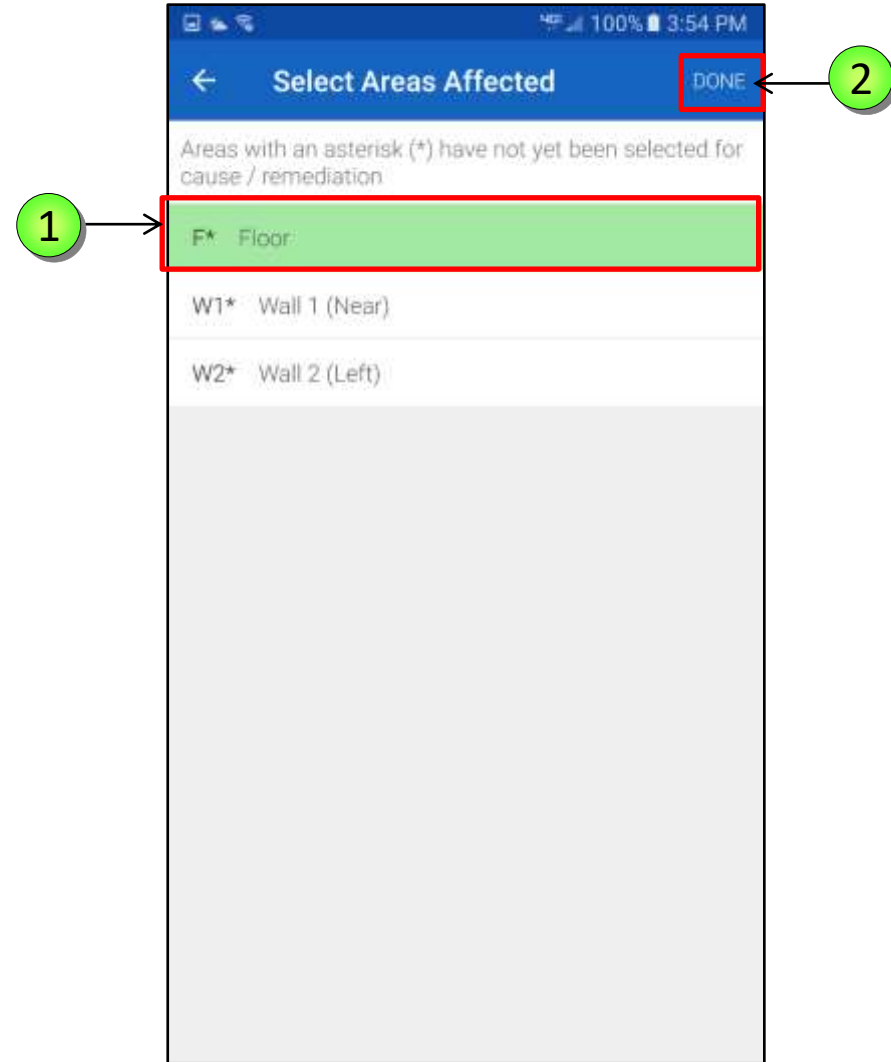 4G 100% 3:54 PM
Select Areas Affected DONE
2
Areas with an asterisk (*) have not yet been selected for
cause / remediation
1
F* Floor
W1* Wall 1 (Near)
W2* Wall 2 (Left)